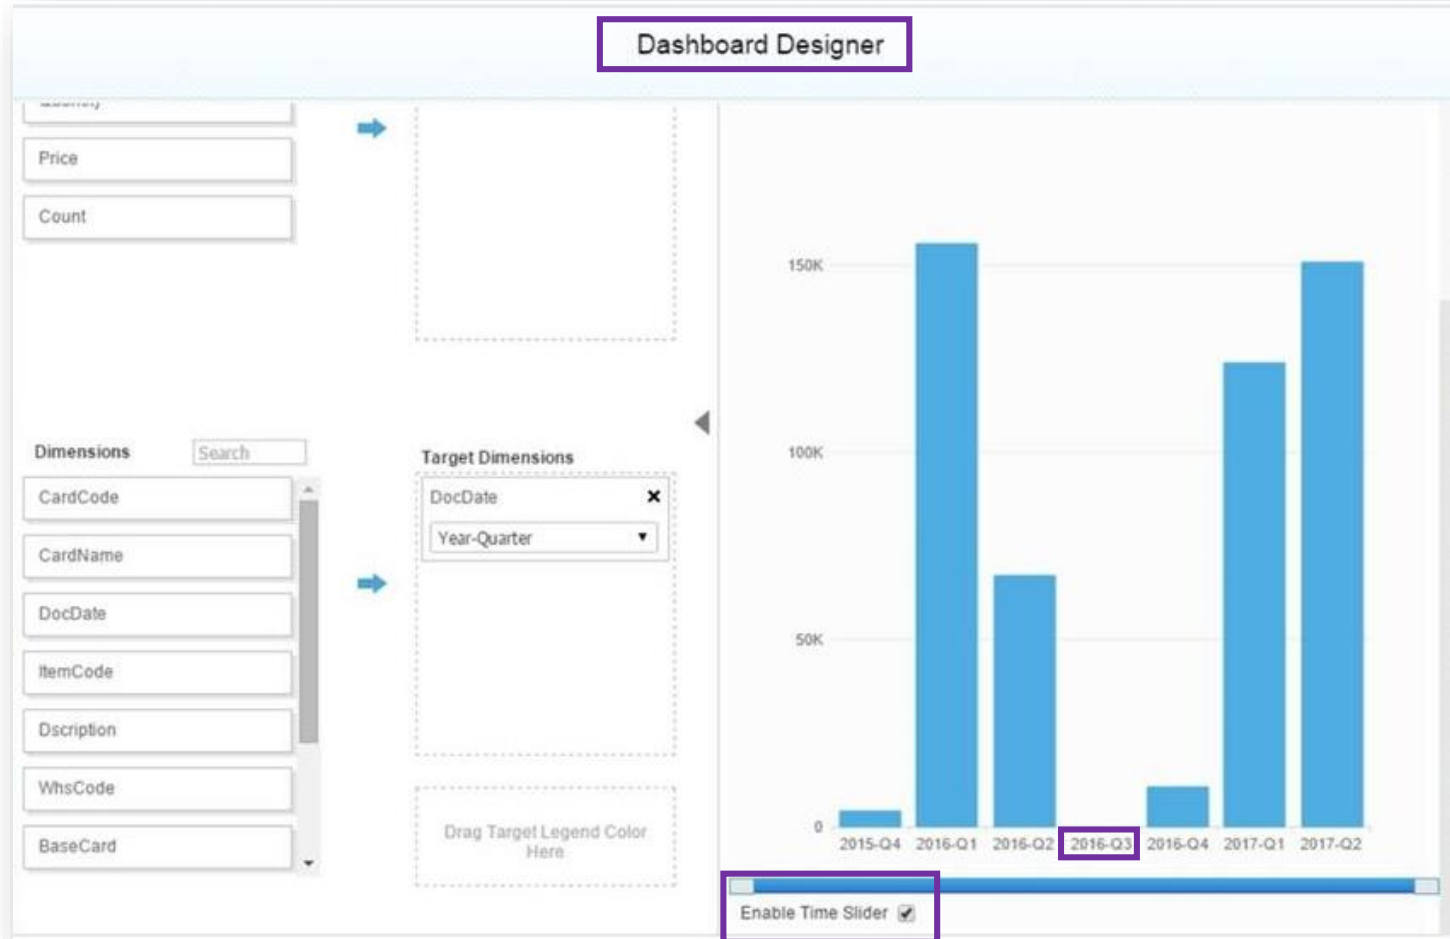 Dashboard Designer
Price
Count
Dimensions
Search
CardCode
CardName
DocDate
ItemCode
Dscription
WhsCode
BaseCard
Target Dimensions
DocDate
Year-Quarter
Drag Target Legend Color
Here
150K
100K
50K
0
2015-Q4 2016-Q1 2016-Q2 2016-Q3 2016-Q4 2017-Q1 2017-Q2
Enable Time Slider